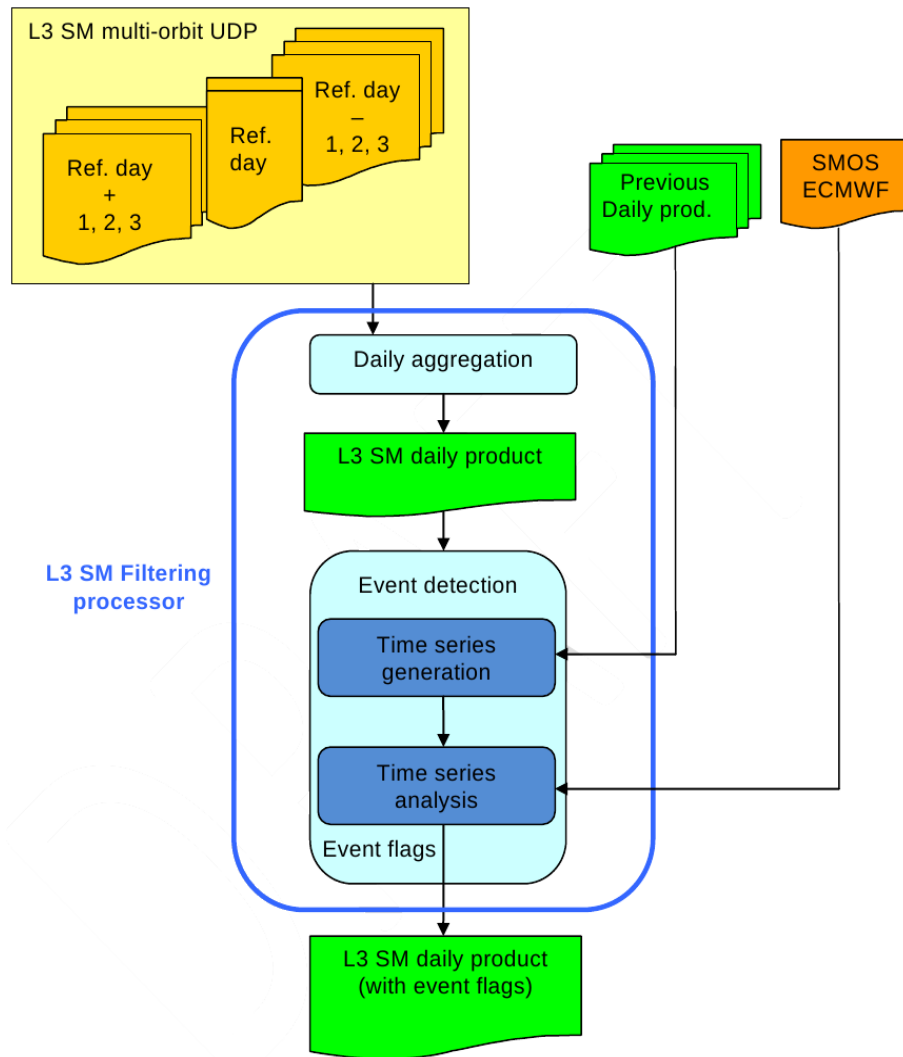 L3 SM multi-orbit UDP
Ref. day
–
1, 2, 3
Ref.
day
Ref. day
+
1, 2, 3
Previous
Daily prod.
SMOS
ECMWF
Daily aggregation
L3 SM daily product
L3 SM Filtering
processor
Event detection
Time series
generation
Time series
analysis
Event flags
L3 SM daily product
(with event flags)